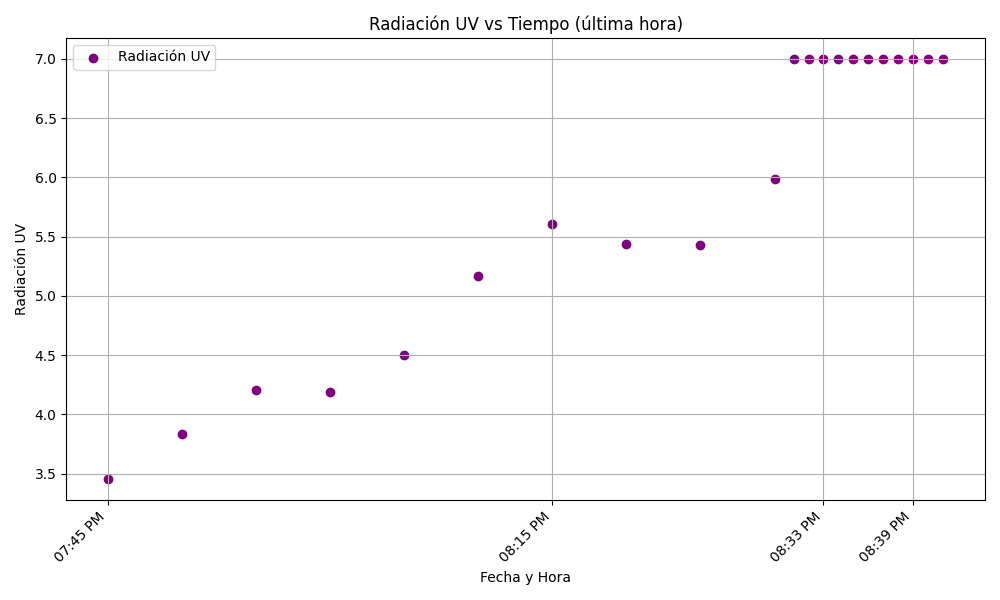 Radiación UV vs Tiempo (última hora)
Radiación UV
7.0
6.5
6.0
5.5
5.0
4.5
4.0
3.5
Radiación UV
07:45 PM
08:15 PM
08:33 PM
08:39 PM
Fecha y Hora